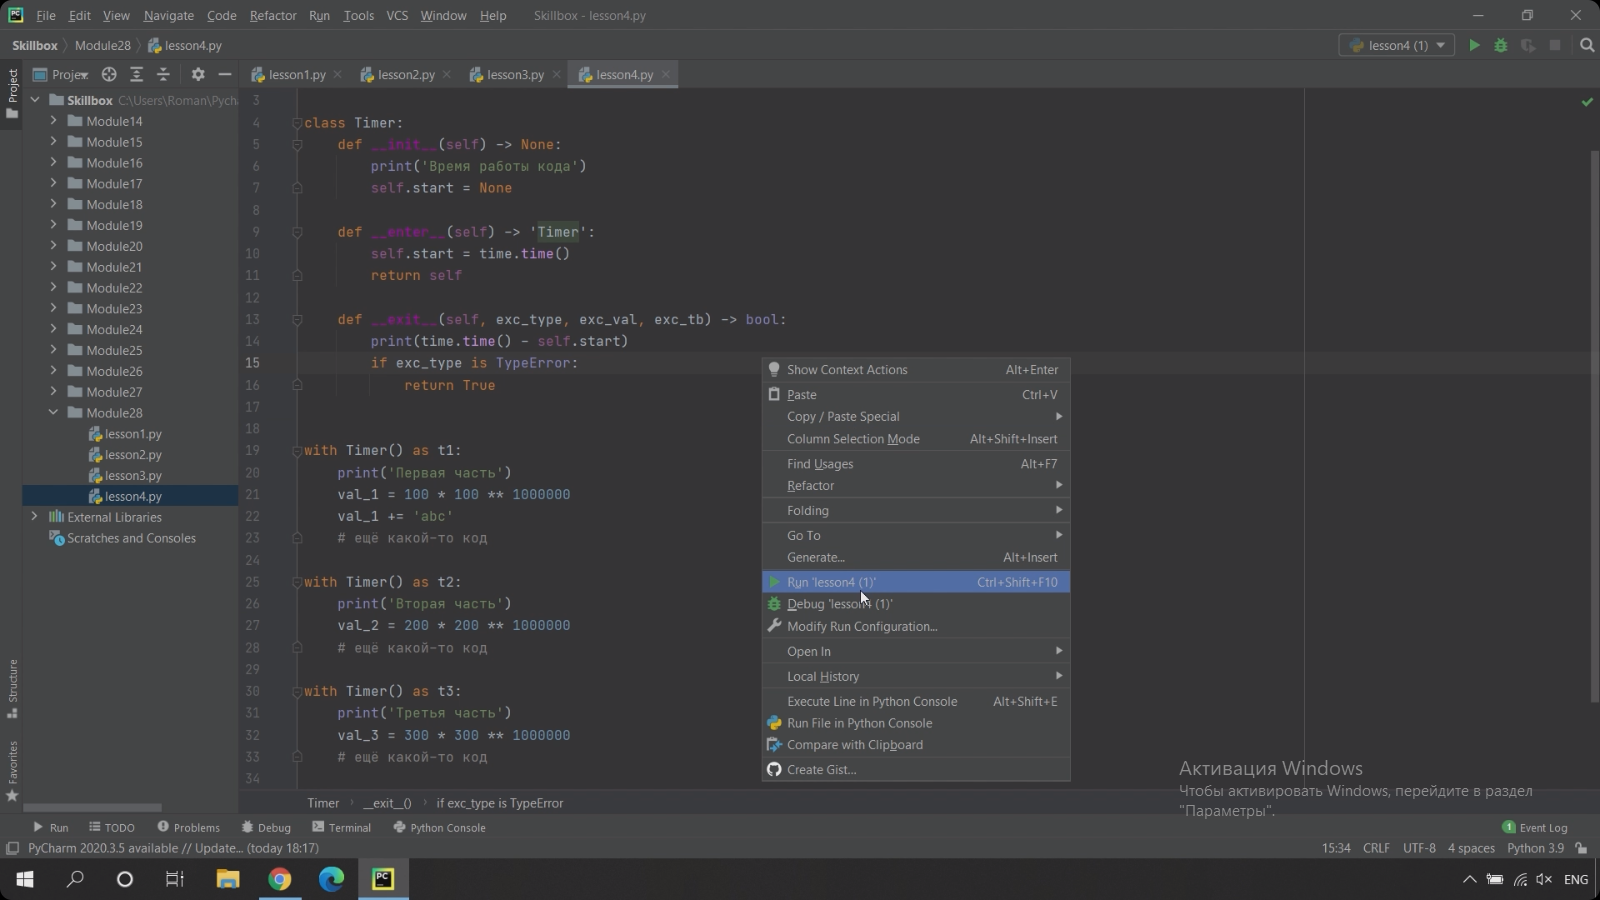 File Edit View Navigate Code Refactor Run Tools VCS Window Help Skillbox - lesson4.py
Skillbox Module28 lesson4.py lesson4 (1)
Project
lesson1.py lesson2.py lesson3.py lesson4.py
Project
Skillbox C:\Users\Roman\Pych
Module14
Module15
Module16
Module17
Module18
Module19
Module20
Module21
Module22
Module23
Module24
Module25
Module26
Module27
Module28
lesson1.py
lesson2.py
lesson3.py
lesson4.py
External Libraries
Scratches and Consoles
Structure
Favorites
3
4 class Timer:
5 def __init__(self) -> None:
6 print('Время работы кода')
7 self.start = None
8
9 def __enter__(self) -> 'Timer':
10 self.start = time.time()
11 return self
12
13 def __exit__(self, exc_type, exc_val, exc_tb) -> bool:
14 print(time.time() - self.start)
15 if exc_type is TypeError:
16 return True
17
18
19 with Timer() as t1:
20 print('Первая часть')
21 val_1 = 100 * 100 ** 1000000
22 val_1 += 'abc'
23 # ещё какой-то код
24
25 with Timer() as t2:
26 print('Вторая часть')
27 val_2 = 200 * 200 ** 1000000
28 # ещё какой-то код
29
30 with Timer() as t3:
31 print('Третья часть')
32 val_3 = 300 * 300 ** 1000000
33 # ещё какой-то код
34
Show Context Actions Alt+Enter
Paste Ctrl+V
Copy / Paste Special
Column Selection Mode Alt+Shift+Insert
Find Usages Alt+F7
Refactor
Folding
Go To
Generate... Alt+Insert
Run 'lesson4 (1)' Ctrl+Shift+F10
Debug 'lesson4 (1)'
Modify Run Configuration...
Open In
Local History
Execute Line in Python Console Alt+Shift+E
Run File in Python Console
Compare with Clipboard
Create Gist...
Активация Windows
Чтобы активировать Windows, перейдите в раздел
"Параметры".
Timer __exit__() if exc_type is TypeError
Run TODO Problems Debug Terminal Python Console 1 Event Log
PyCharm 2020.3.5 available // Update... (today 18:17) 15:34 CRLF UTF-8 4 spaces Python 3.9
ENG